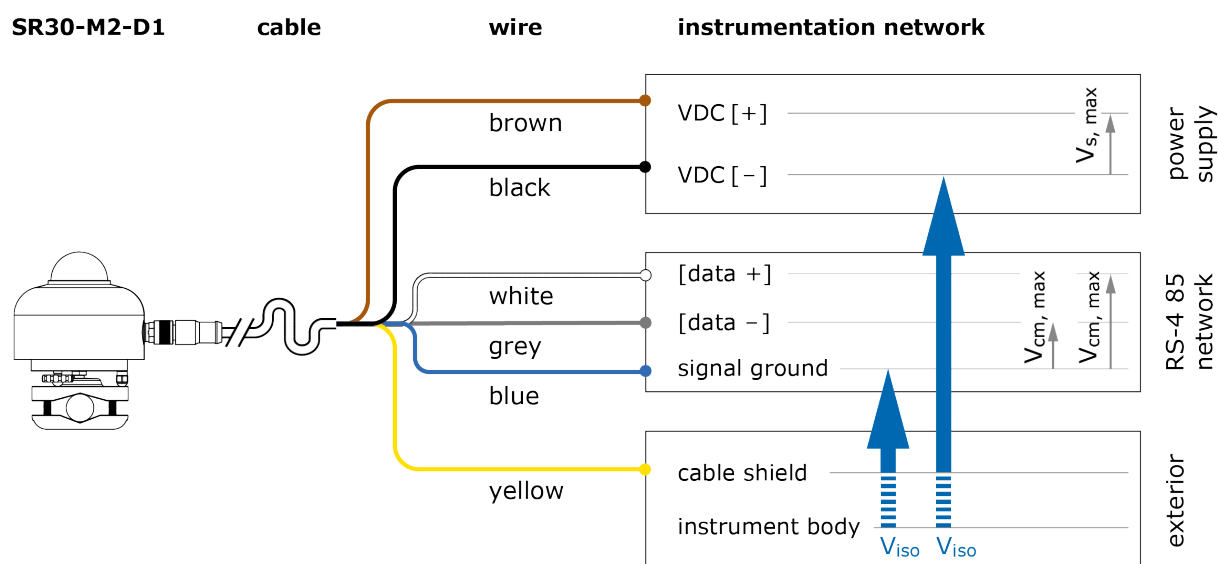 SR30-M2-D1 cable wire instrumentation network
brown
black
white
grey
blue
yellow
VDC [+]
VDC [−]
Vs, max
power
supply
[data +]
[data −]
signal ground
Vcm, max
Vcm, max
RS-4 85
network
cable shield
instrument body
Viso
Viso
exterior